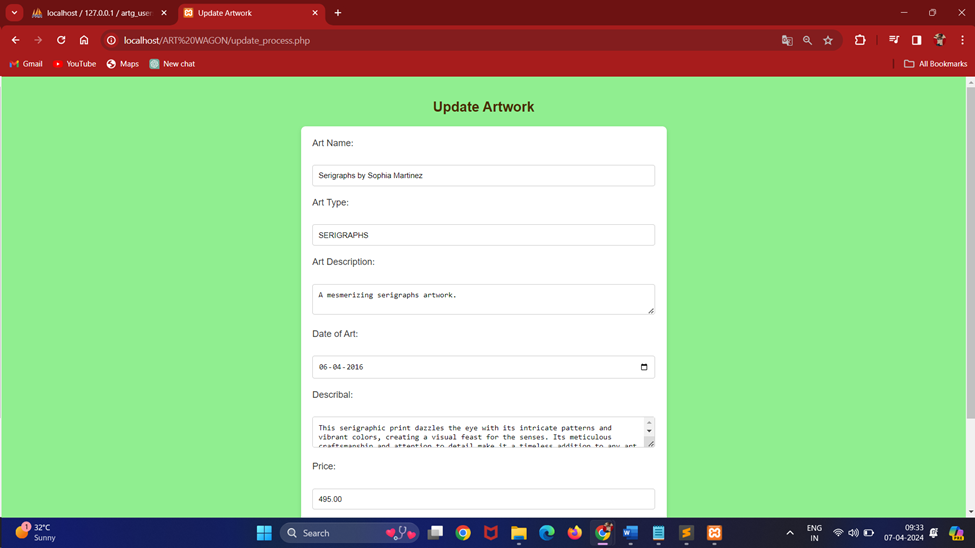 localhost / 127.0.0.1 / artg_user
Update Artwork
localhost/ART%20WAGON/update_process.php
Gmail
YouTube
Maps
New chat
All Bookmarks
Update Artwork
Art Name:
Serigraphs by Sophia Martinez
Art Type:
SERIGRAPHS
Art Description:
A mesmerizing serigraphs artwork.
Date of Art:
06-04-2016
Describal:
This serigraphic print dazzles the eye with its intricate patterns and
vibrant colors, creating a visual feast for the senses. Its meticulous
craftsmanship and attention to detail make it a timeless addition to any art
Price:
495.00
1
32°C
Sunny
Search
ENG
IN
09:33
07-04-2024